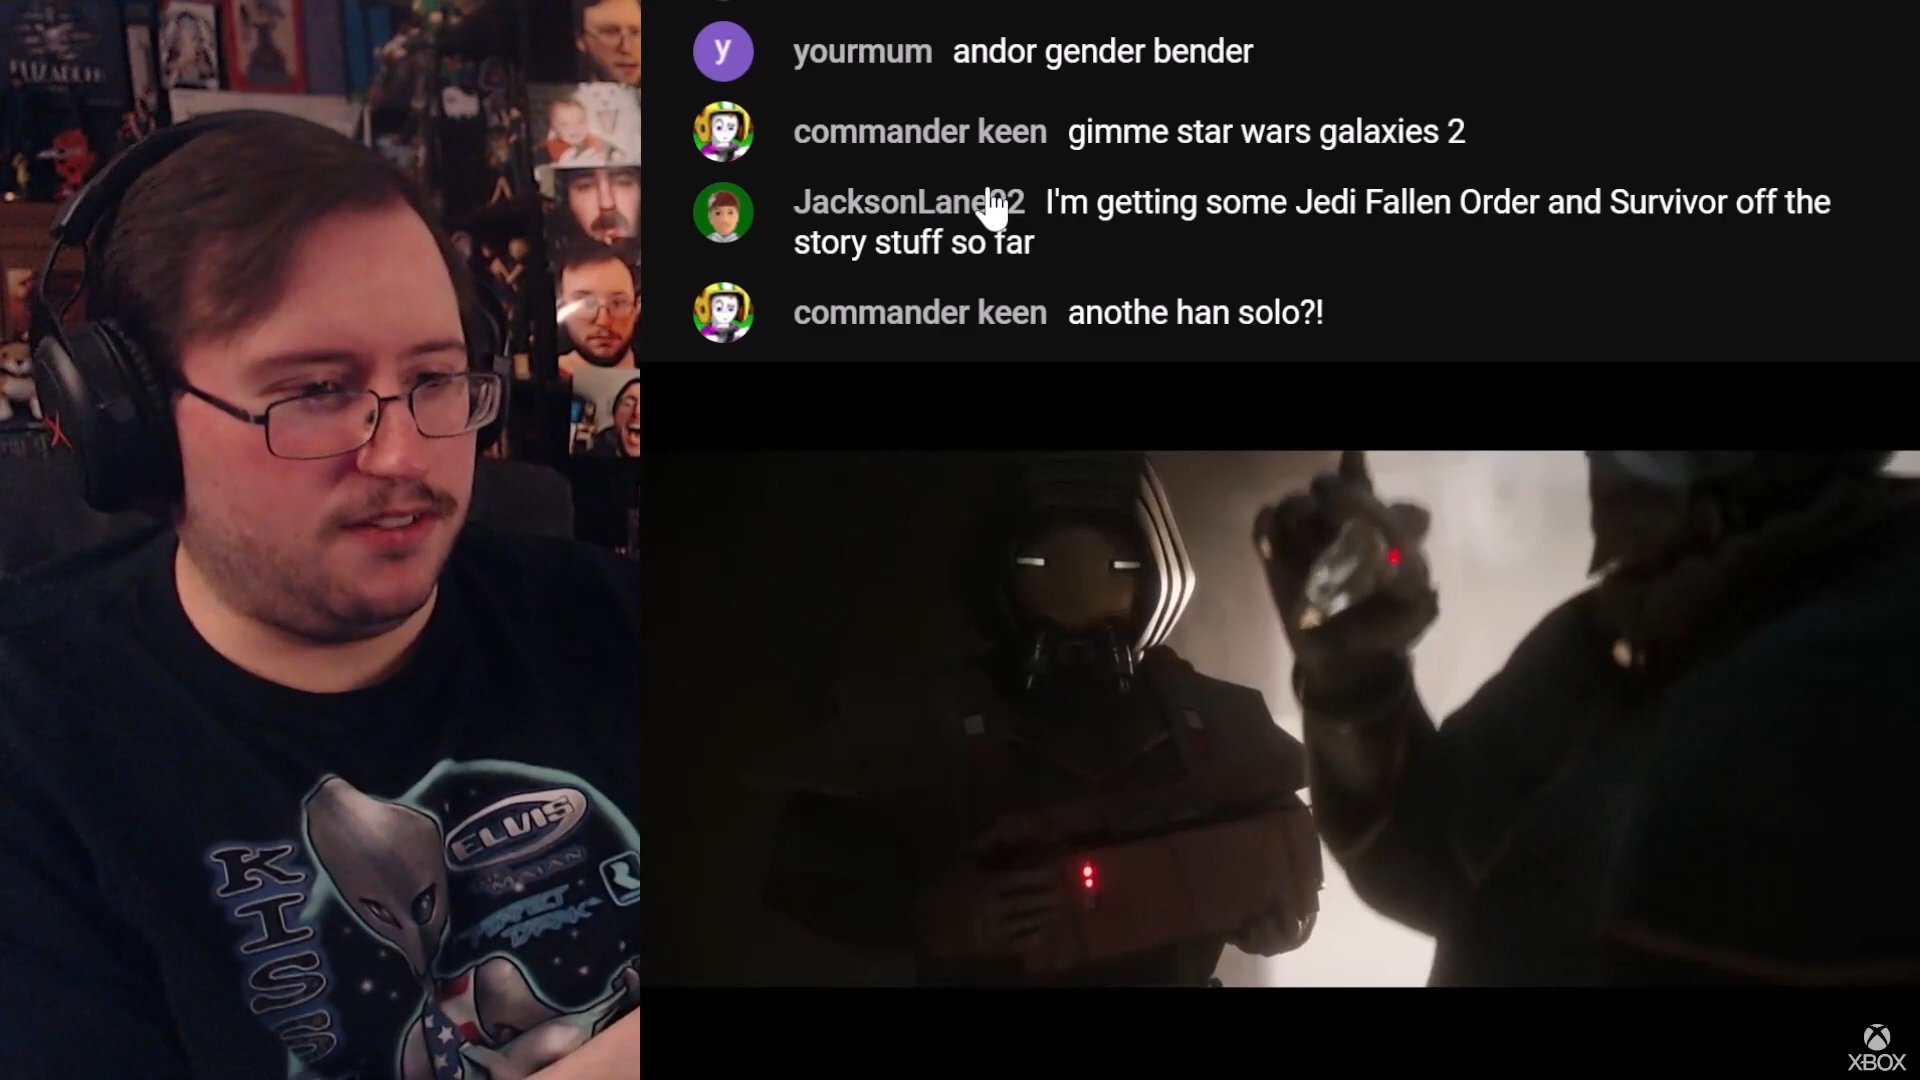 y yourmum andor gender bender
commander keen gimme star wars galaxies 2
I'm getting some Jedi Fallen Order and Survivor off the
story stuff so far
commander keen anothe han solo?!
ELVIS
KISS
XBOX